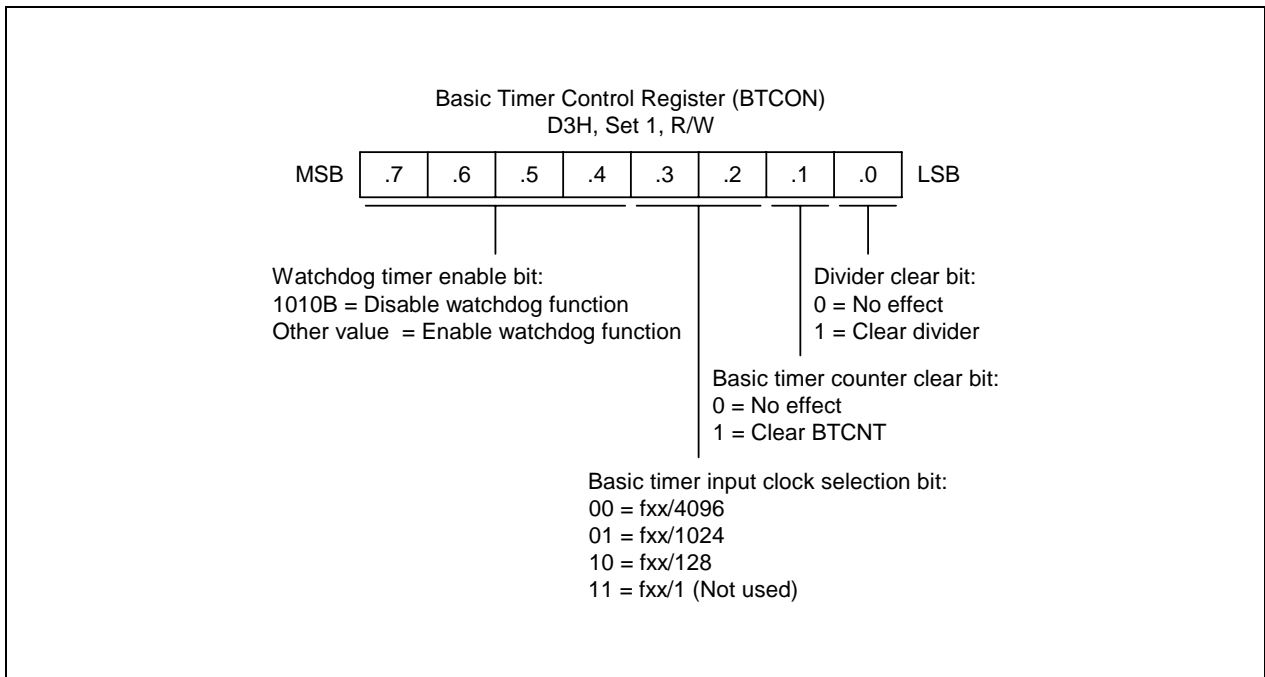 Basic Timer Control Register (BTCON)
D3H, Set 1, R/W
MSB .7 .6 .5 .4 .3 .2 .1 .0 LSB
Watchdog timer enable bit:
1010B = Disable watchdog function
Other value = Enable watchdog function
Divider clear bit:
0 = No effect
1 = Clear divider
Basic timer counter clear bit:
0 = No effect
1 = Clear BTCNT
Basic timer input clock selection bit:
00 = fxx/4096
01 = fxx/1024
10 = fxx/128
11 = fxx/1 (Not used)